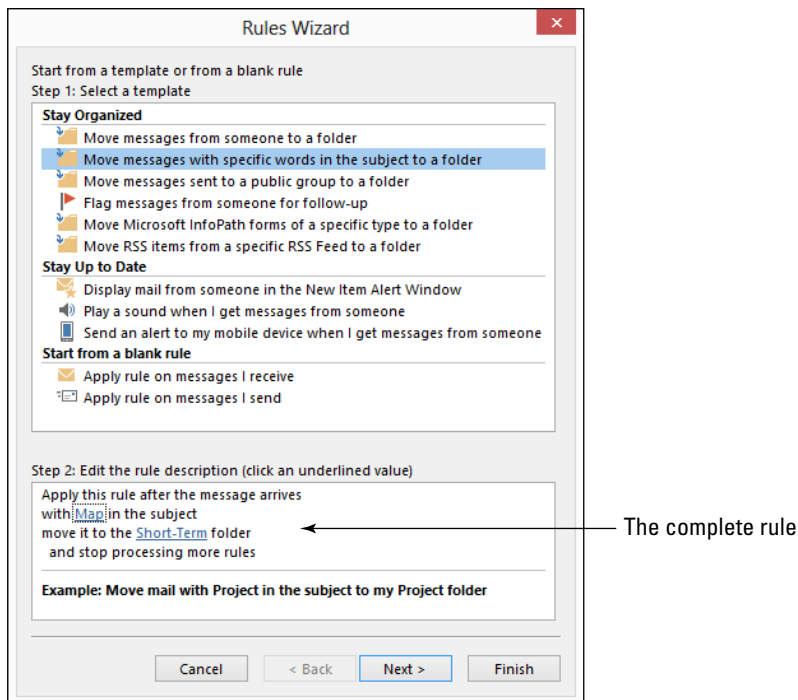 Rules Wizard
Start from a template or from a blank rule
Step 1: Select a template
Stay Organized
Move messages from someone to a folder
Move messages with specific words in the subject to a folder
Move messages sent to a public group to a folder
Flag messages from someone for follow-up
Move Microsoft InfoPath forms of a specific type to a folder
Move RSS items from a specific RSS Feed to a folder
Stay Up to Date
Display mail from someone in the New Item Alert Window
Play a sound when I get messages from someone
Send an alert to my mobile device when I get messages from someone
Start from a blank rule
Apply rule on messages I receive
Apply rule on messages I send
Step 2: Edit the rule description (click an underlined value)
Apply this rule after the message arrives
with Map in the subject
move it to the Short-Term folder
and stop processing more rules
The complete rule
Example: Move mail with Project in the subject to my Project folder
Cancel
< Back
Next >
Finish